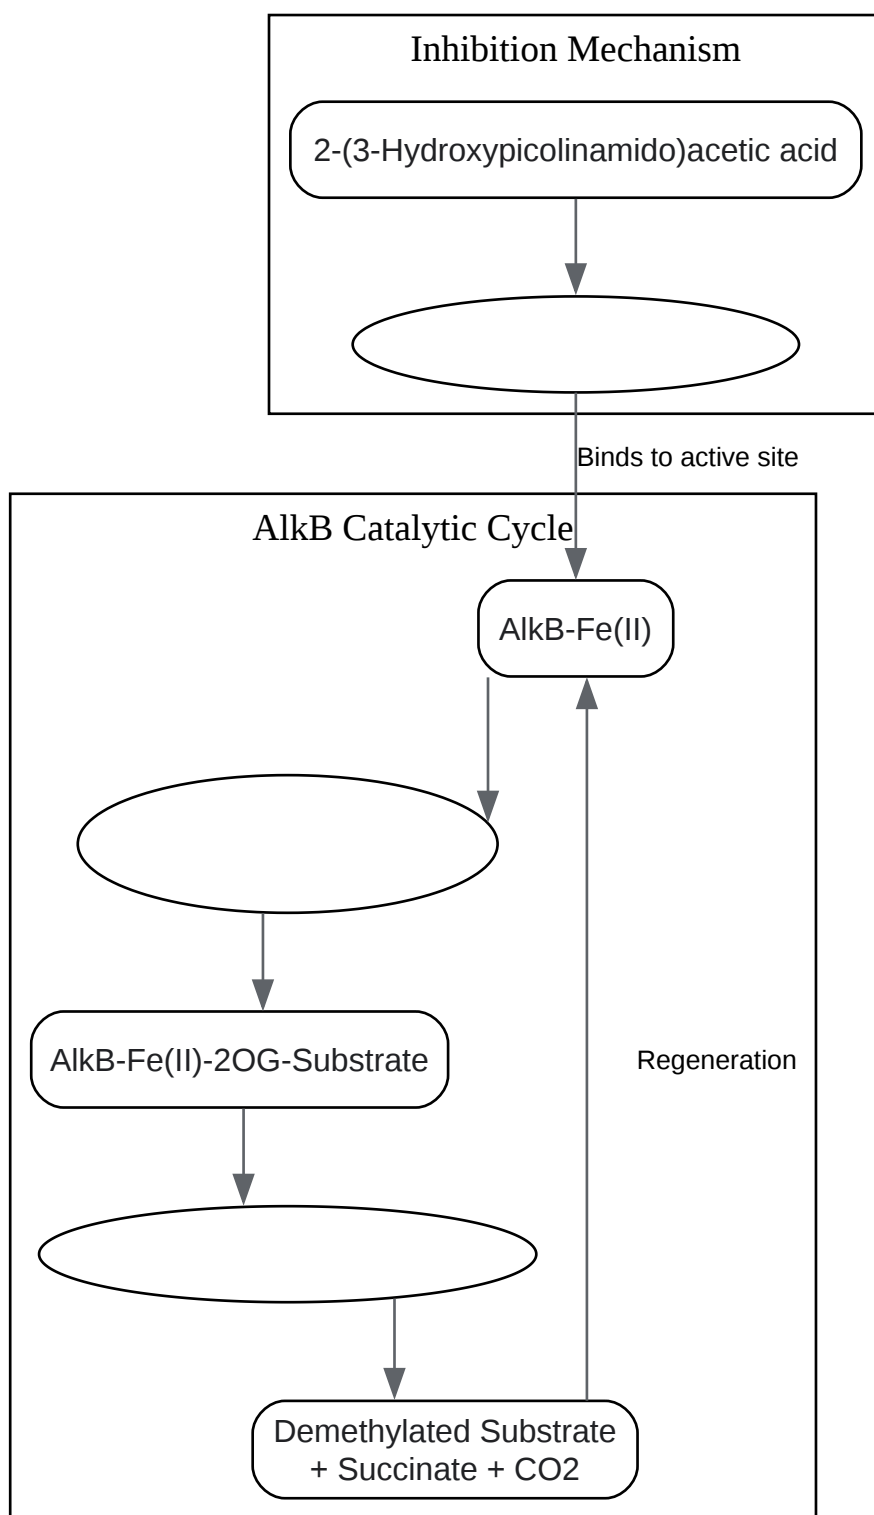 Inhibition Mechanism
2-(3-Hydroxypicolinamido)acetic acid
Binds to active site
AlkB Catalytic Cycle
AlkB-Fe(II)
AlkB-Fe(II)-2OG-Substrate
Regeneration
Demethylated Substrate
+ Succinate + CO2